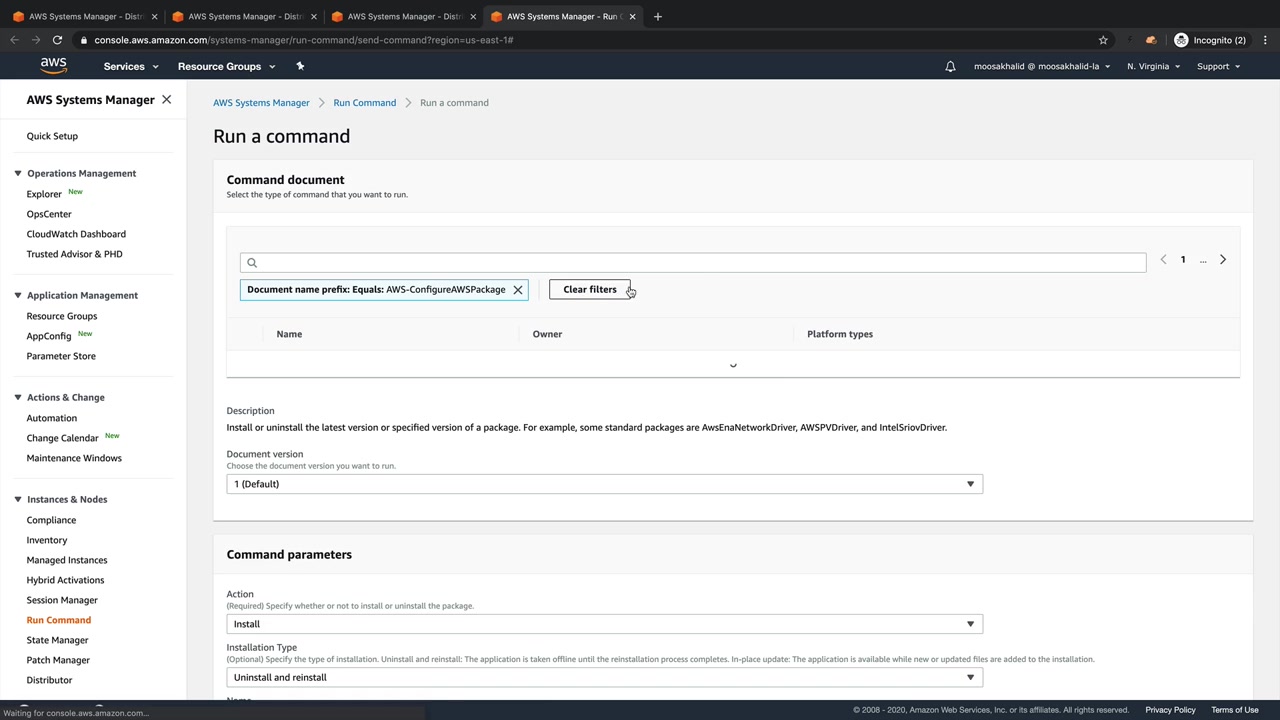 AWS Systems Manager - Distri
AWS Systems Manager - Distri
AWS Systems Manager - Distri
AWS Systems Manager - Run C
console.aws.amazon.com/systems-manager/run-command/send-command?region=us-east-1#
Incognito (2)
aws
Services
Resource Groups
moosakhalid @ moosakhalid-la
N. Virginia
Support
AWS Systems Manager
Quick Setup
Operations Management
Explorer New
OpsCenter
CloudWatch Dashboard
Trusted Advisor & PHD
Application Management
Resource Groups
AppConfig New
Parameter Store
Actions & Change
Automation
Change Calendar New
Maintenance Windows
Instances & Nodes
Compliance
Inventory
Managed Instances
Hybrid Activations
Session Manager
Run Command
State Manager
Patch Manager
Distributor
AWS Systems Manager > Run Command > Run a command
Run a command
Command document
Select the type of command that you want to run.
1 ...
Document name prefix: Equals: AWS-ConfigureAWSPackage
Clear filters
Name Owner Platform types
Description
Install or uninstall the latest version or specified version of a package. For example, some standard packages are AwsEnaNetworkDriver, AWSPVDriver, and IntelSriovDriver.
Document version
Choose the document version you want to run.
1 (Default)
Command parameters
Action
(Required) Specify whether or not to install or uninstall the package.
Install
Installation Type
(Optional) Specify the type of installation. Uninstall and reinstall: The application is taken offline until the reinstallation process completes. In-place update: The application is available while new or updated files are added to the installation.
Uninstall and reinstall
Name
Waiting for console.aws.amazon.com...
© 2008 - 2020, Amazon Web Services, Inc. or its affiliates. All rights reserved.
Privacy Policy
Terms of Use